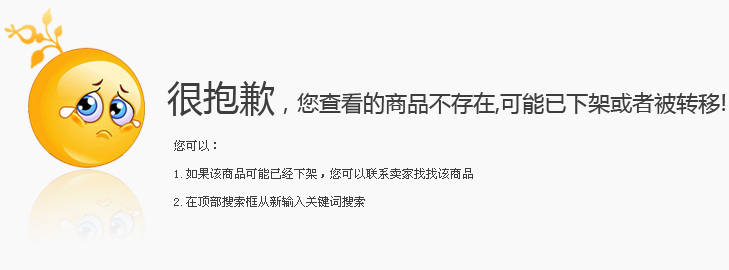 很抱歉，您查看的商品不存在,可能已下架或者被转移!
您可以：
1.如果该商品可能已经下架，您可以联系卖家找找该商品
2.在顶部搜索框从新输入关键词搜索